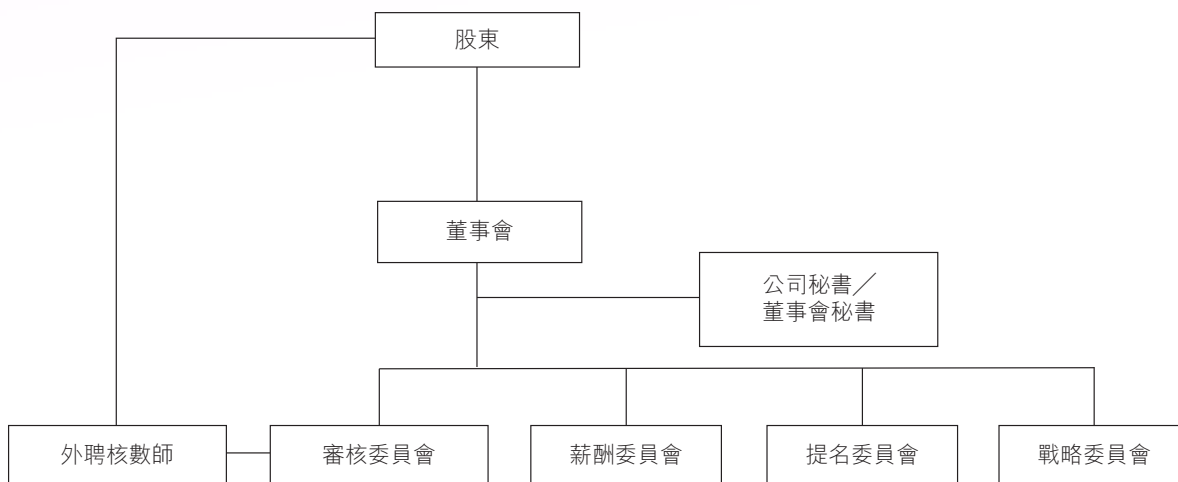 股東
董事會
公司秘書／
董事會秘書
外聘核數師
審核委員會
薪酬委員會
提名委員會
戰略委員會